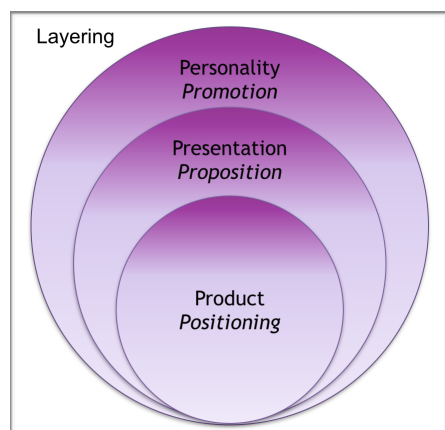 Layering
Personality
Promotion
Presentation
Proposition
Product
Positioning